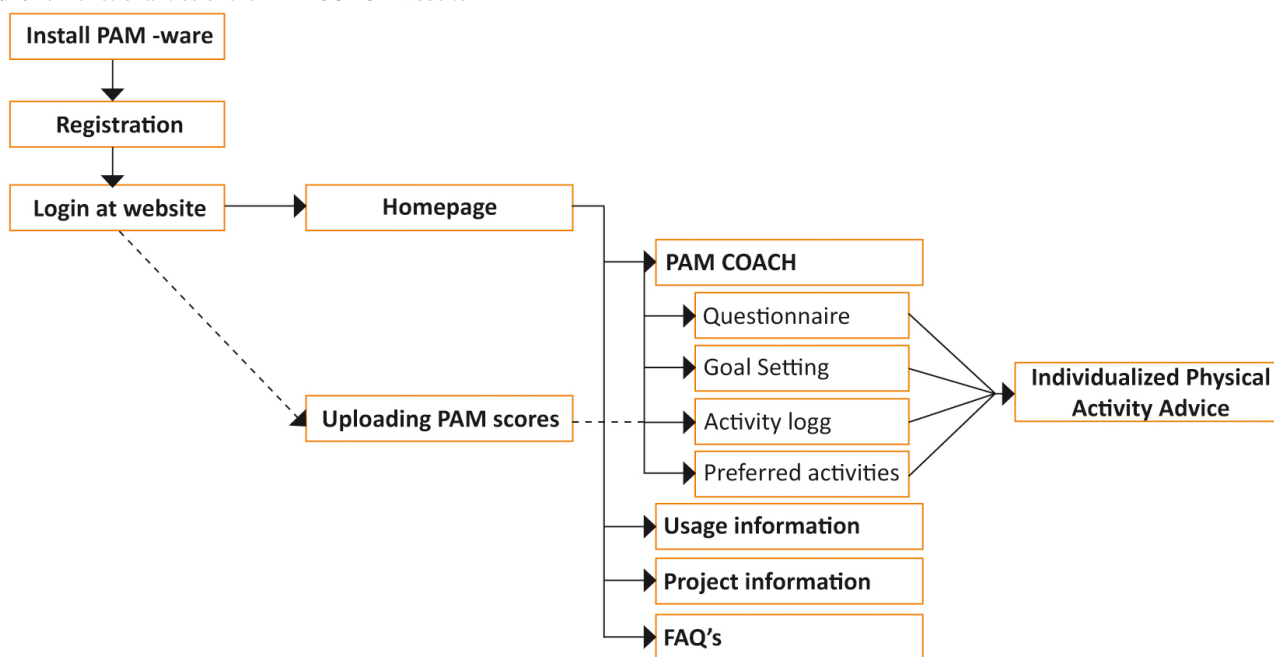 Install PAM -ware
Registration
Login at website
Homepage
PAM COACH
Questionnaire
Goal Setting
Individualized Physical
Activity Advice
Uploading PAM scores
Activity logg
Preferred activities
Usage information
Project information
FAQ's